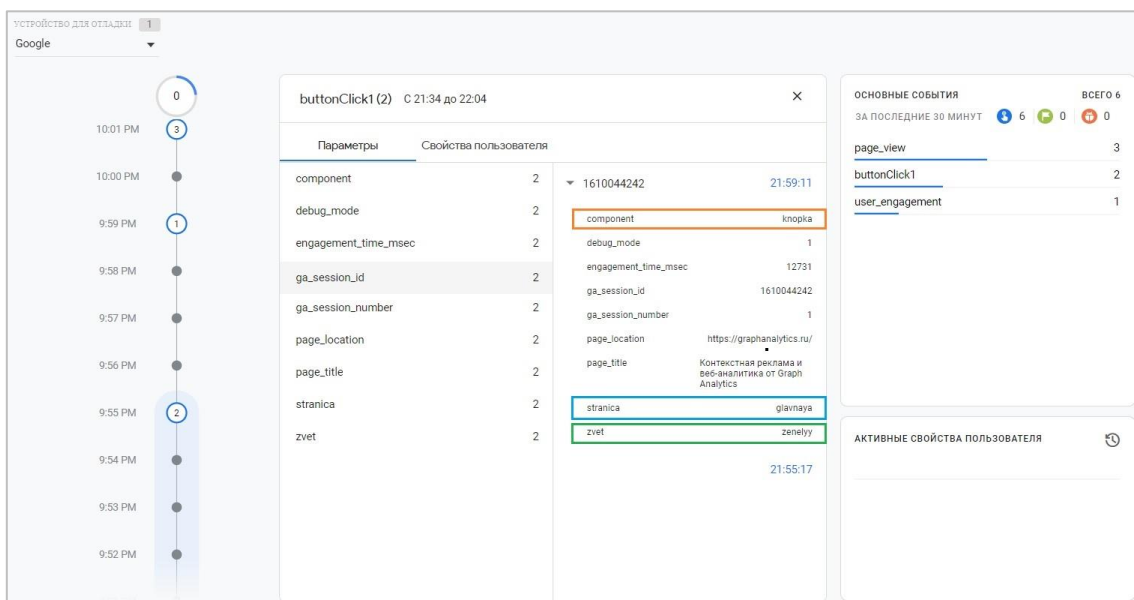 УСТРОЙСТВО ДЛЯ ОТЛАДКИ 1
Google
0
10:01 PM 3
10:00 PM
9:59 PM 1
9:58 PM
9:57 PM
9:56 PM
9:55 PM 2
9:54 PM
9:53 PM
9:52 PM
buttonClick1 (2) С 21:34 до 22:04
Параметры Свойства пользователя
component 2
debug_mode 2
engagement_time_msec 2
ga_session_id 2
ga_session_number 2
page_location 2
page_title 2
stranica 2
zvet 2
1610044242 21:59:11
component knopka
debug_mode 1
engagement_time_msec 12731
ga_session_id 1610044242
ga_session_number 1
page_location https://graphanalytics.ru/
page_title Контекстная реклама и
веб-аналитика от Graph
Analytics
stranica glavnaya
zvet zenelyy
21:55:17
ОСНОВНЫЕ СОБЫТИЯ ВСЕГО 6
ЗА ПОСЛЕДНИЕ 30 МИНУТ 6 0 0
page_view 3
buttonClick1 2
user_engagement 1
АКТИВНЫЕ СВОЙСТВА ПОЛЬЗОВАТЕЛЯ